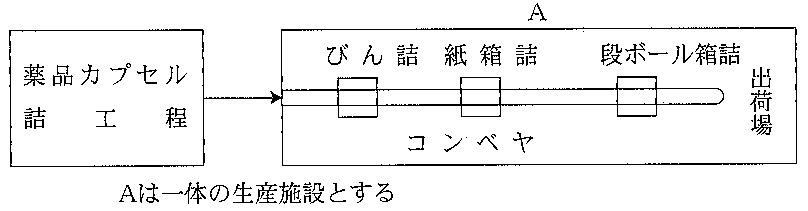 A
薬品カプセル
詰工程
びん詰
紙箱詰
段ボール箱詰
出荷場
コンベヤ
Aは一体の生産施設とする